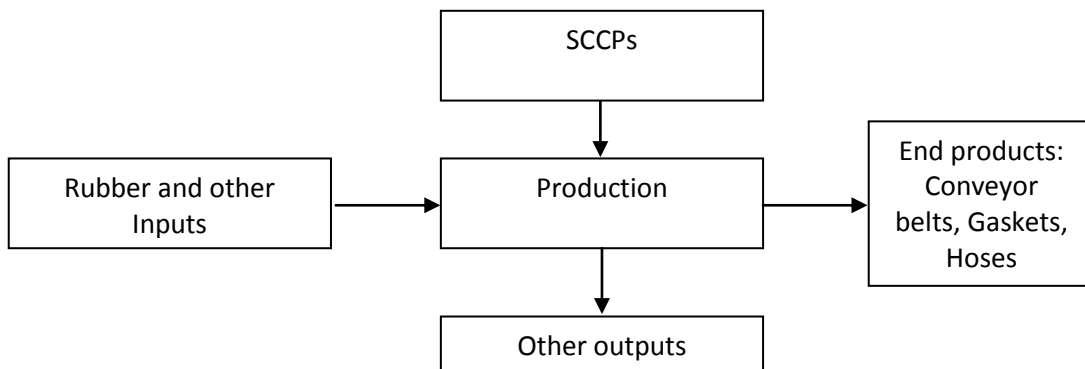 SCCPs
Rubber and other
Inputs
Production
End products:
Conveyor
belts, Gaskets,
Hoses
Other outputs